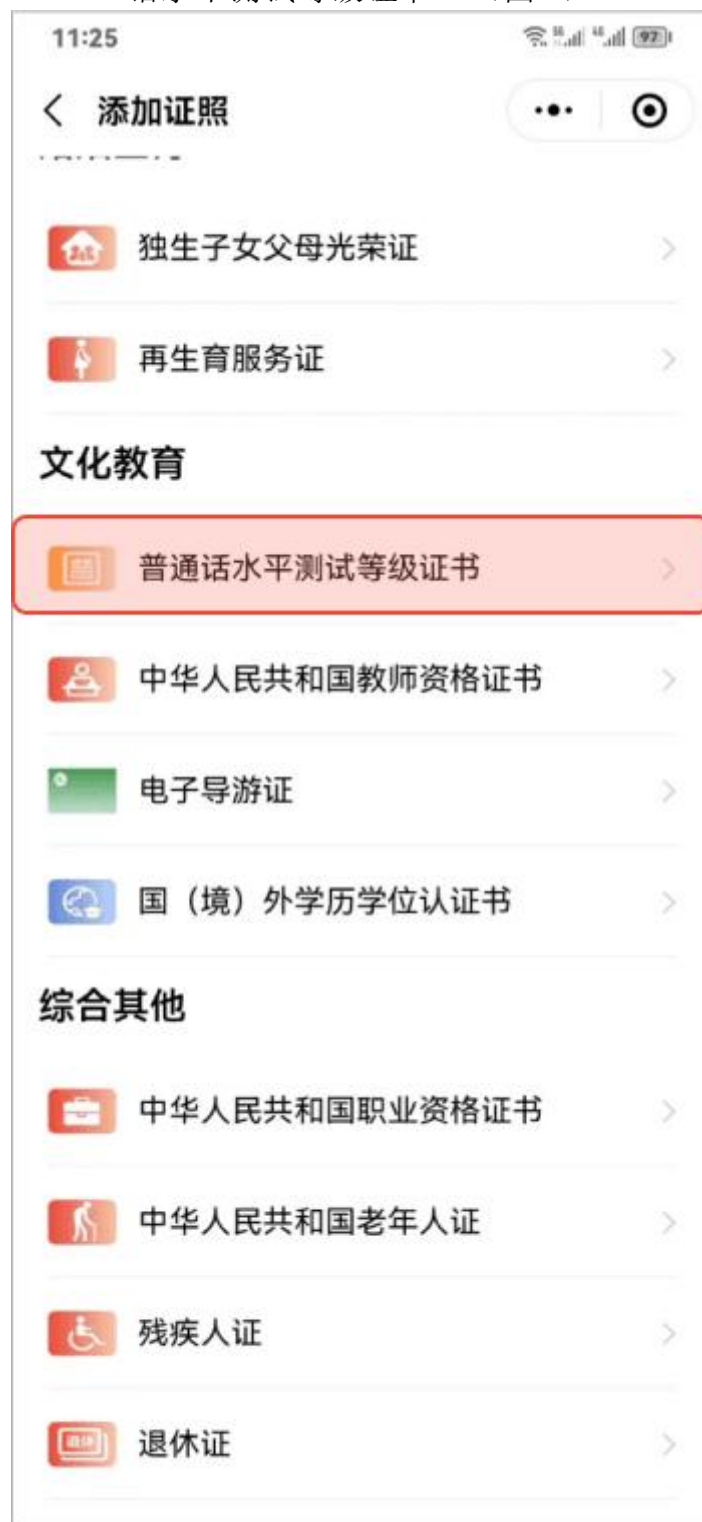 11:25
97
添加证照
独生子女父母光荣证
再生育服务证
文化教育
普通话水平测试等级证书
中华人民共和国教师资格证书
电子导游证
国（境）外学历学位认证书
综合其他
中华人民共和国职业资格证书
中华人民共和国老年人证
残疾人证
退休证